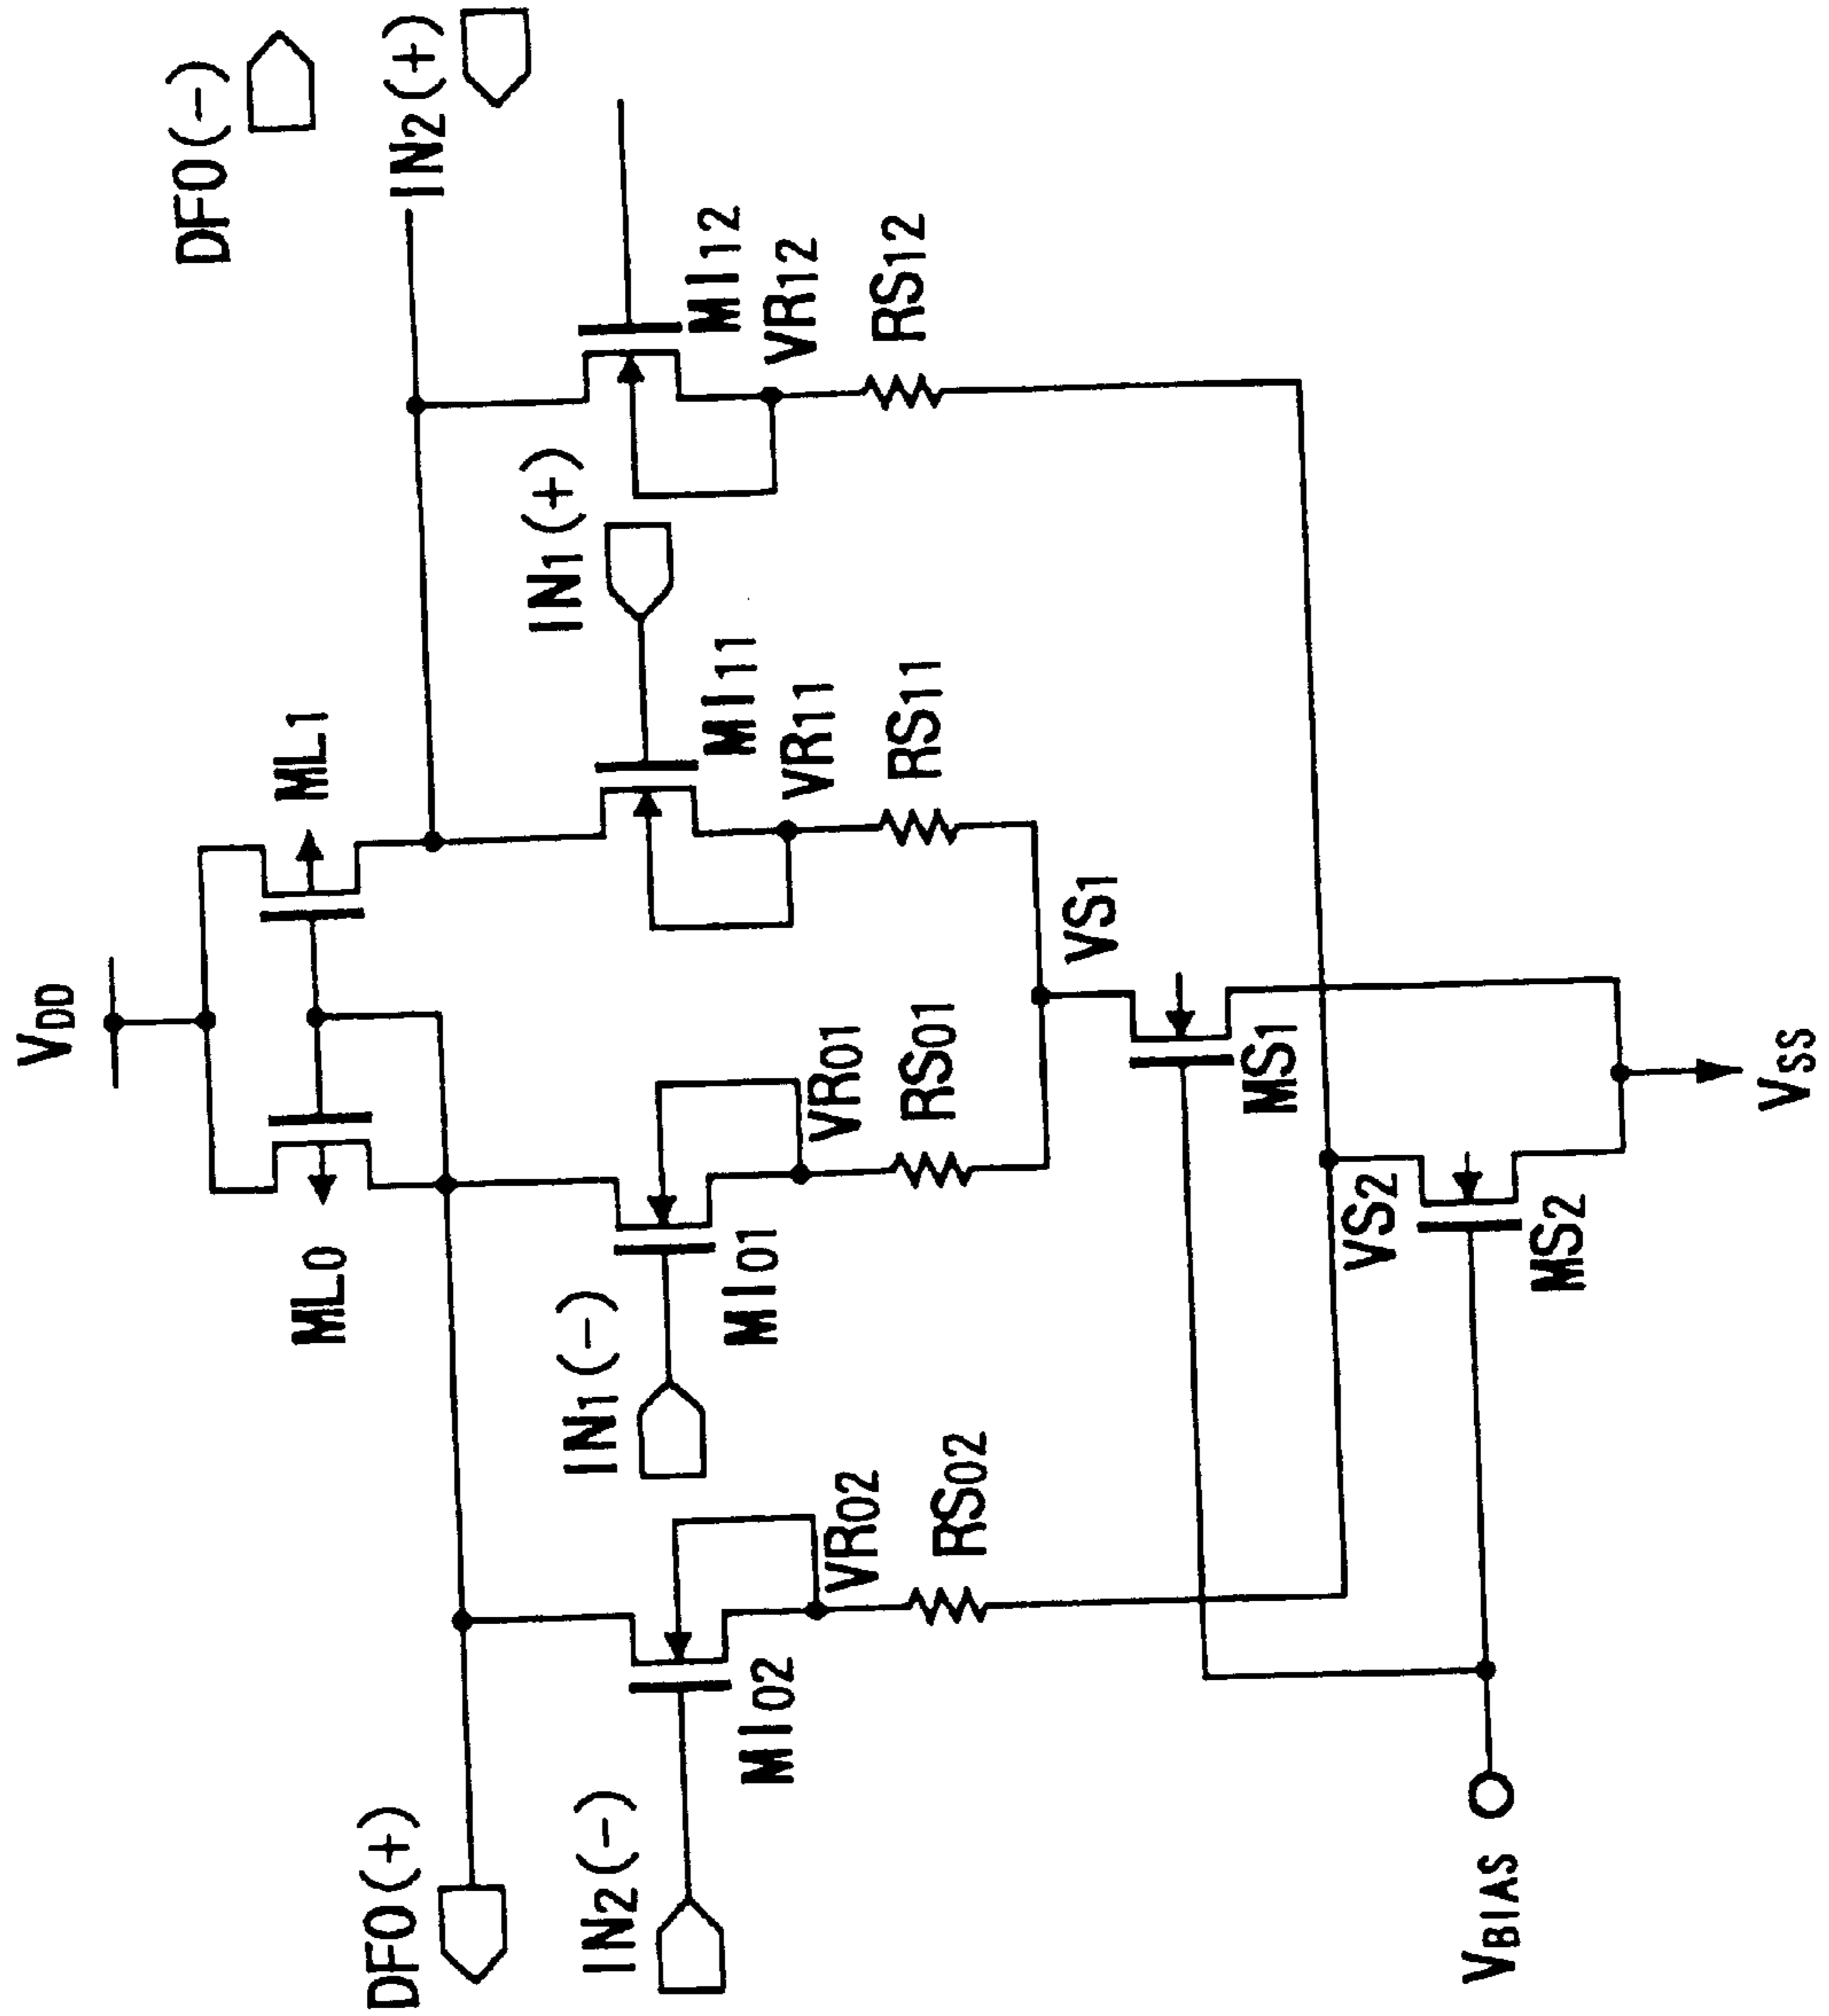 VDD
ML0
ML1
DFO(+)
DFO(-)
IN2(-)
IN1(-)
IN1(+)
IN2(+)
MI02
MI01
MI11
MI12
VR02
VR01
VR11
VR12
RS02
RS01
RS11
RS12
VS1
MS1
VS2
MS2
VBIAS
VSS